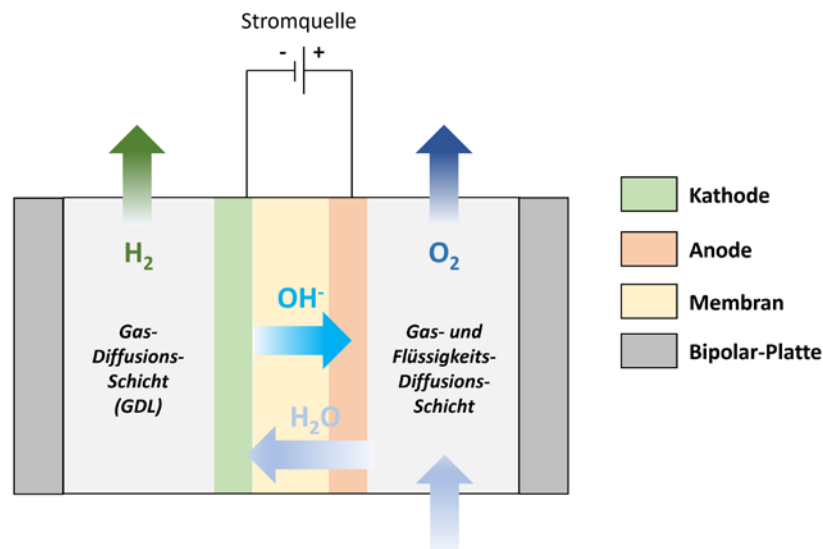 Stromquelle
- +
H₂
O₂
OH⁻
Gas-
Diffusions-
Schicht
(GDL)
Gas- und
Flüssigkeits-
Diffusions-
Schicht
H₂O
Kathode
Anode
Membran
Bipolar-Platte